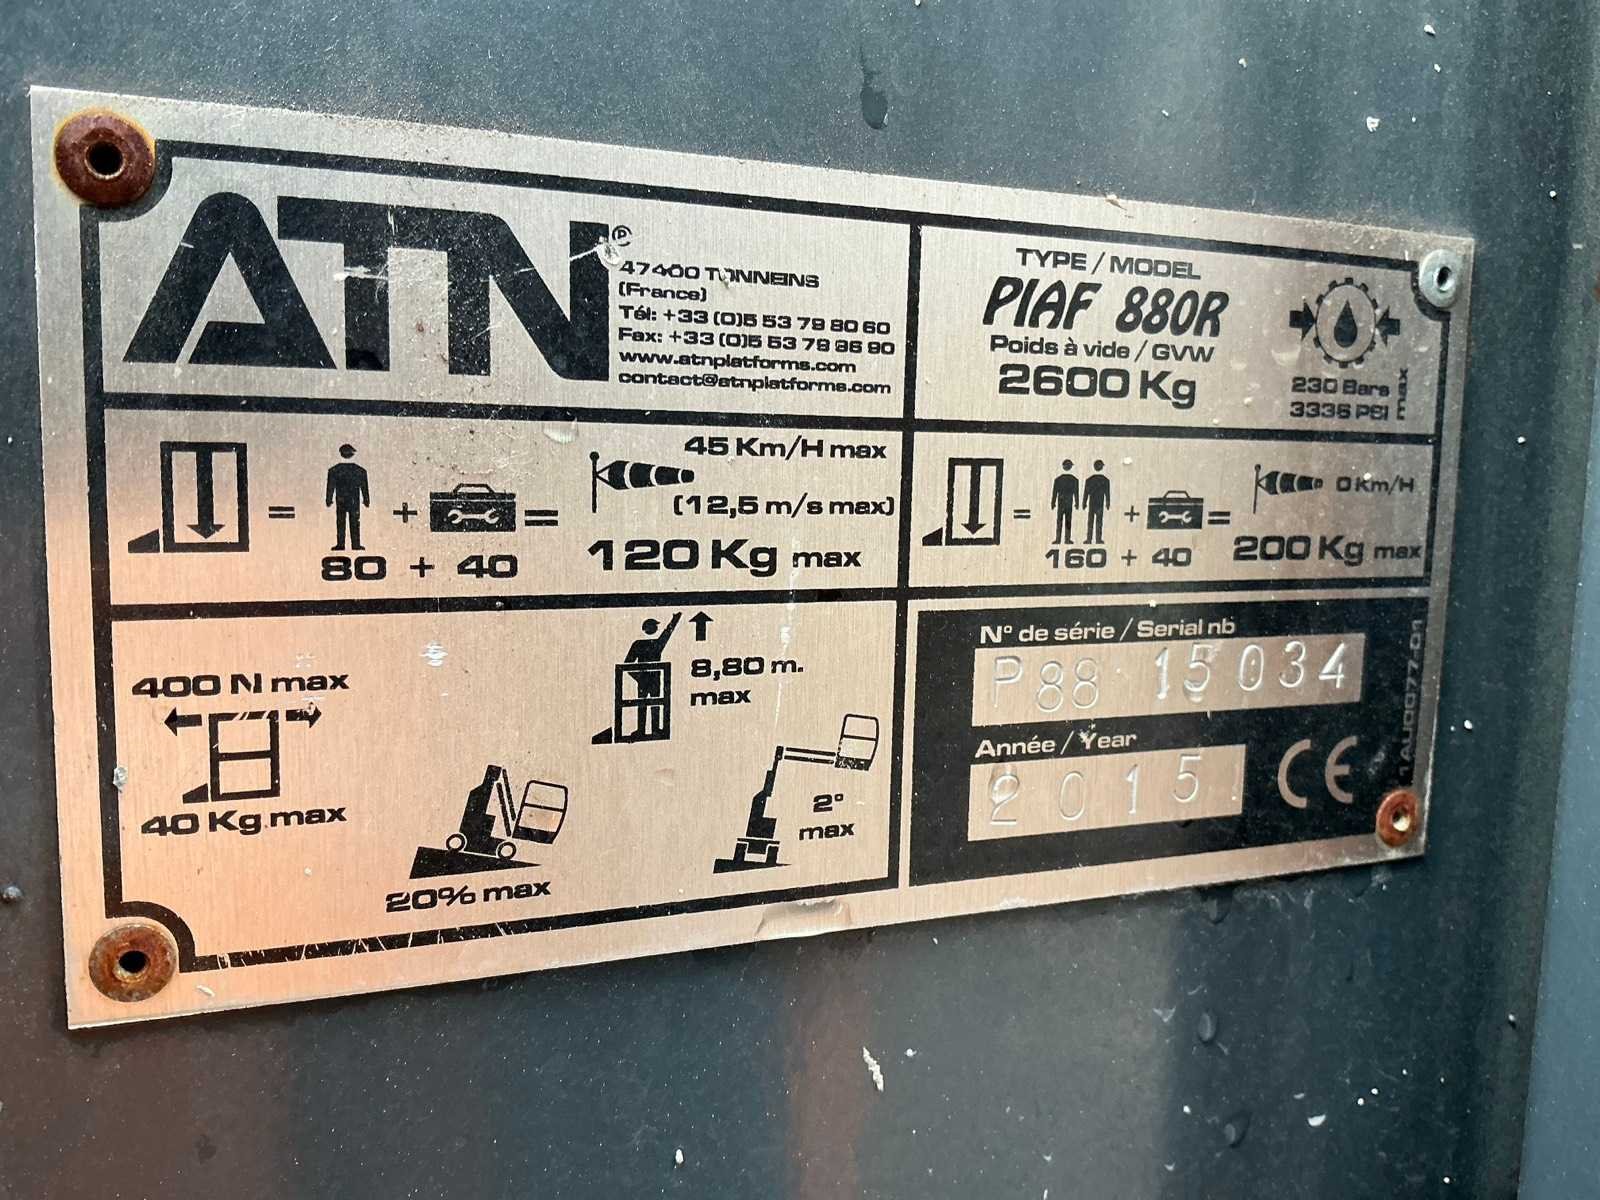 ATN®
47400 TONNEINS
(France)
Tél: +33 (0)5 53 79 80 60
Fax: +33 (0)5 53 79 86 90
www.atnplatforms.com
contact@atnplatforms.com
TYPE / MODEL
PIAF 880R
Poids à vide / GVW
2600 Kg
230 Bars
3335 PSI
max
45 Km/H max
(12,5 m/s max)
= + =
80 + 40
120 Kg max
0 Km/H
= + =
160 + 40
200 Kg max
400 N max
40 Kg max
8,80 m.
max
20% max
2°
max
N° de série / Serial nb
P88 15034
Année / Year
2015
CE
1AU0077-01